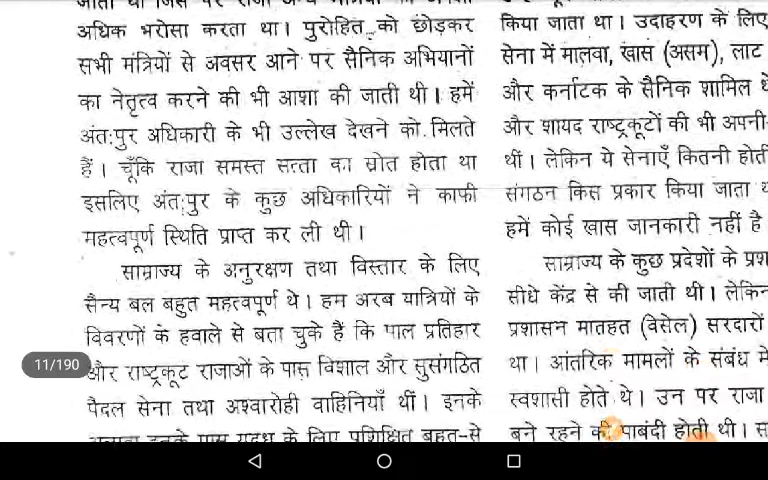 अधिक भरोसा करता था। पुरोहित को छोड़कर
सभी मंत्रियों से अवसर आने पर सैनिक अभियानों
का नेतृत्व करने की भी आशा की जाती थी। हमें
अंतःपुर अधिकारी के भी उल्लेख देखने को मिलते
हैं। चूँकि राजा समस्त सत्ता का स्रोत होता था
इसलिए अंतःपुर के कुछ अधिकारियों ने काफी
महत्वपूर्ण स्थिति प्राप्त कर ली थी।
साम्राज्य के अनुरक्षण तथा विस्तार के लिए
सैन्य बल बहुत महत्वपूर्ण थे। हम अरब यात्रियों के
विवरणों के हवाले से बता चुके हैं कि पाल प्रतिहार
और राष्ट्रकूट राजाओं के पास विशाल और सुसंगठित
पैदल सेना तथा अश्वारोही वाहिनियाँ थीं। इनके
किया जाता था। उदाहरण के लिए
सेना में मालवा, खास (असम), लाट
और कर्नाटक के सैनिक शामिल थे
और शायद राष्ट्रकूटों की भी अपनी
थीं। लेकिन ये सेनाएँ कितनी होती
संगठन किस प्रकार किया जाता
हमें कोई खास जानकारी नहीं है
साम्राज्य के कुछ प्रदेशों के
सीधे केंद्र से की जाती थी। लेकिन
प्रशासन मातहत (वेसेल) सरदारों
था। आंतरिक मामलों के संबंध में
स्वशासी होते थे। उन पर राजा
बने रहने की पाबंदी होती थी।
11/190